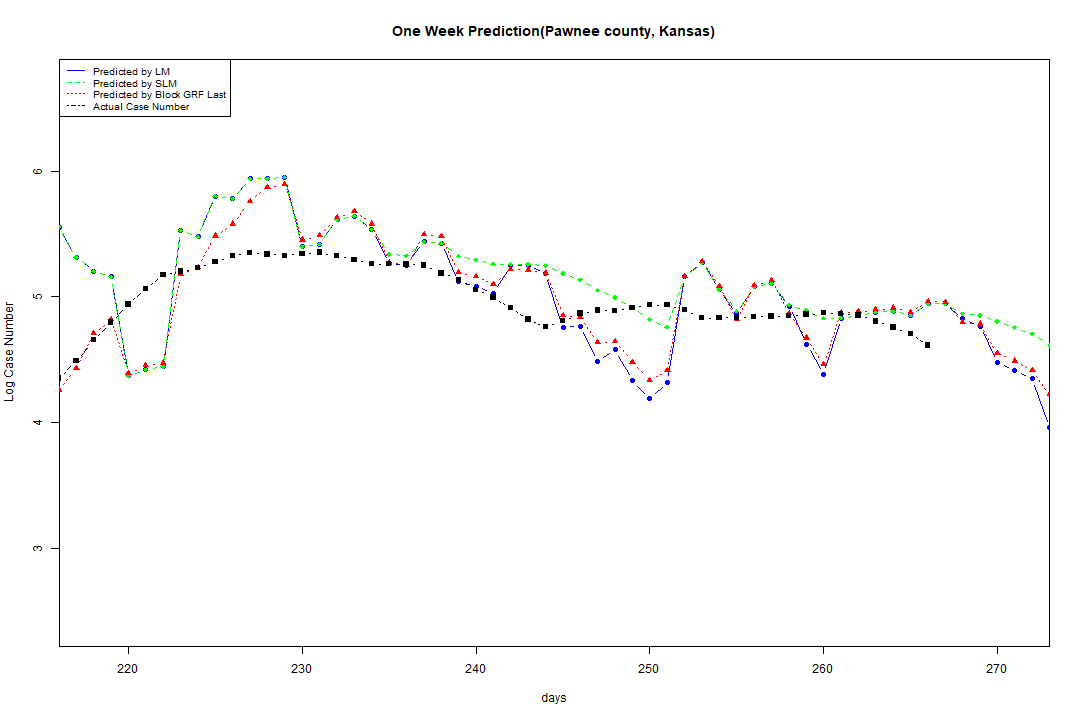 One Week Prediction(Pawnee county, Kansas)
Predicted by LM
Predicted by SLM
Predicted by Block GRF Last
Actual Case Number
6
5
4
3
Log Case Number
220 230 240 250 260 270
days